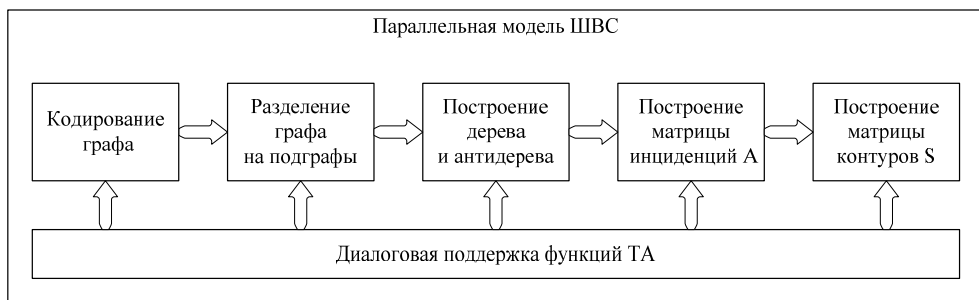 Параллельная модель ШВС
Кодирование
графа
Разделение
графа
на подграфы
Построение
дерева
и антидерева
Построение
матрицы
инциденций А
Построение
матрицы
контуров S
Диалоговая поддержка функций ТА